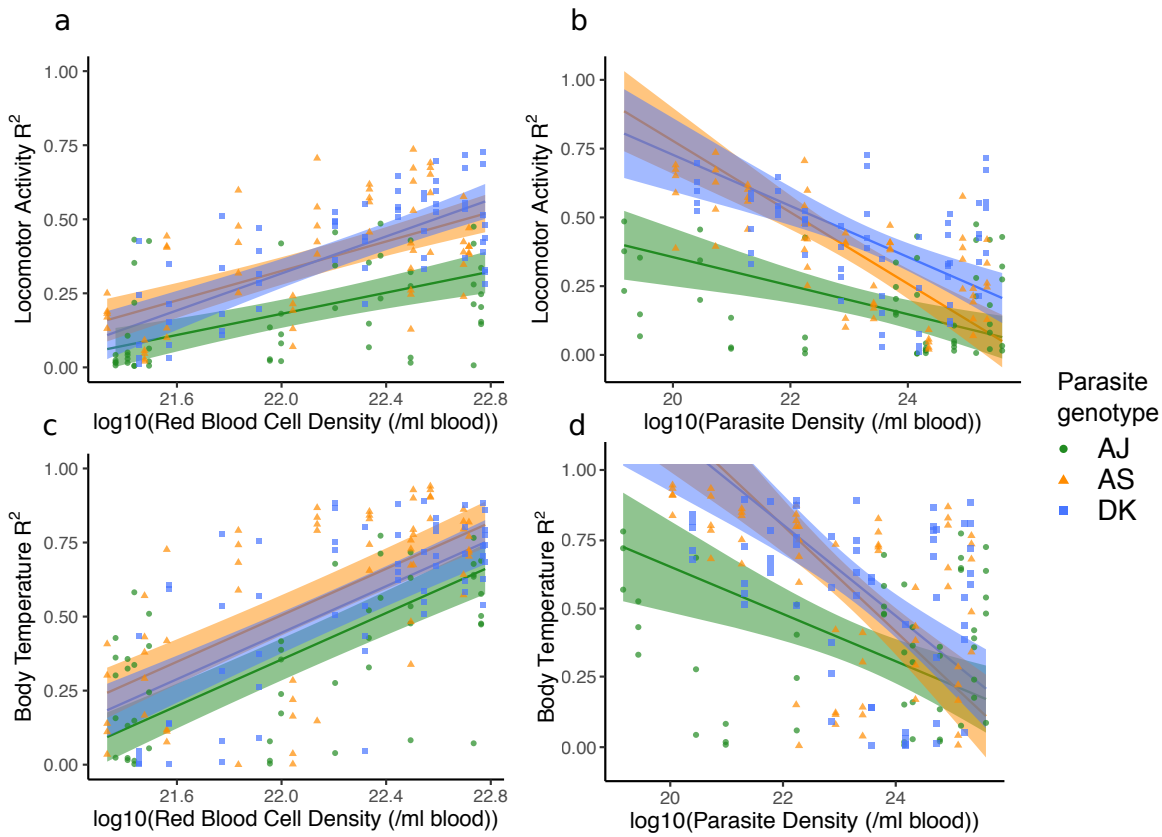 a
b
Locomotor Activity R²
1.00
0.75
0.50
0.25
0.00
21.6
22.0
22.4
22.8
log10(Red Blood Cell Density (/ml blood))
Locomotor Activity R²
1.00
0.75
0.50
0.25
0.00
20
22
24
log10(Parasite Density (/ml blood))
c
d
Body Temperature R²
1.00
0.75
0.50
0.25
0.00
21.6
22.0
22.4
22.8
log10(Red Blood Cell Density (/ml blood))
Body Temperature R²
1.00
0.75
0.50
0.25
0.00
20
22
24
log10(Parasite Density (/ml blood))
Parasite
genotype
AJ
AS
DK